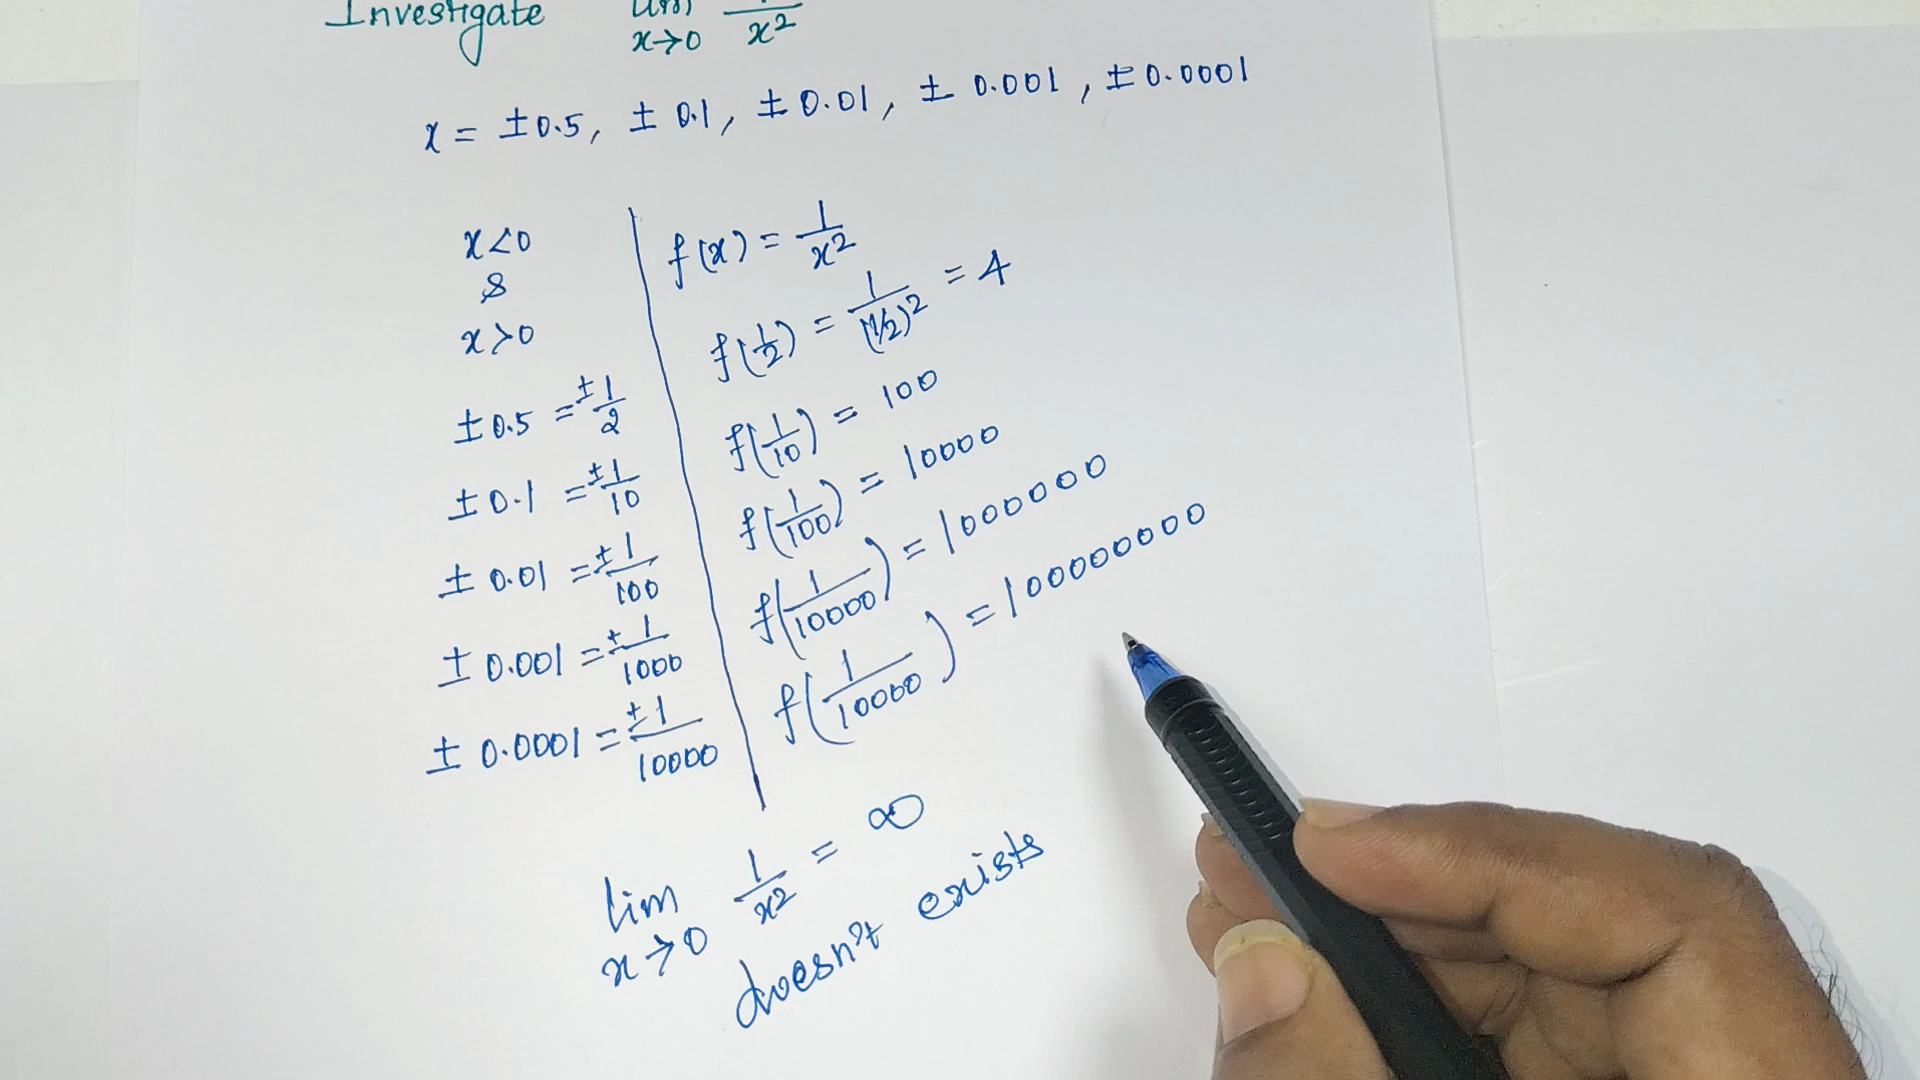 Investigate lim x→0 1/x²
x = ±0.5, ±0.1, ±0.01, ±0.001, ±0.0001
x<0
&
x>0
±0.5 = ±1/2
±0.1 = ±1/10
±0.01 = ±1/100
±0.001 = ±1/1000
±0.0001 = ±1/10000
f(x) = 1/x²
f(1/2) = 1/(1/2)² = 4
f(1/10) = 100
f(1/100) = 10000
f(1/10000) = 1000000
f(1/10000) = 100000000
lim x→0 1/x² = ∞
doesn't exists